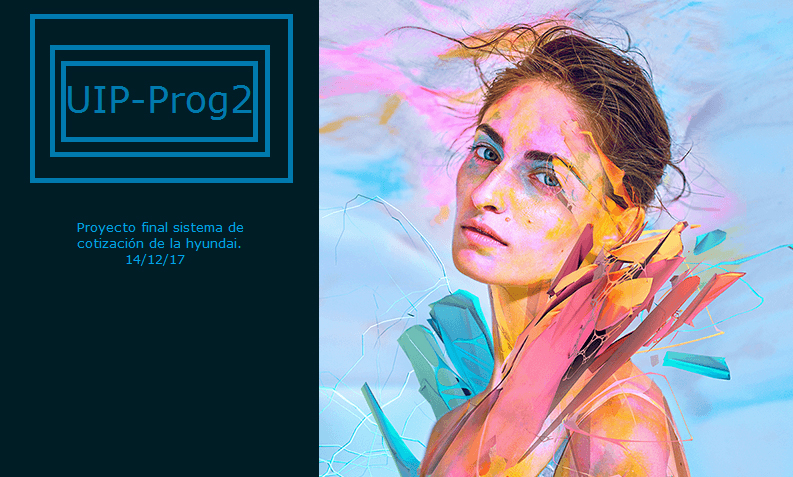 UIP-Prog2
Proyecto final sistema de
cotización de la hyundai.
14/12/17